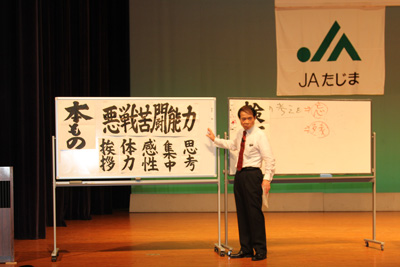 JAたじま
本もの
悪戦苦闘能力
挨拶
体力
感性
集中
思考